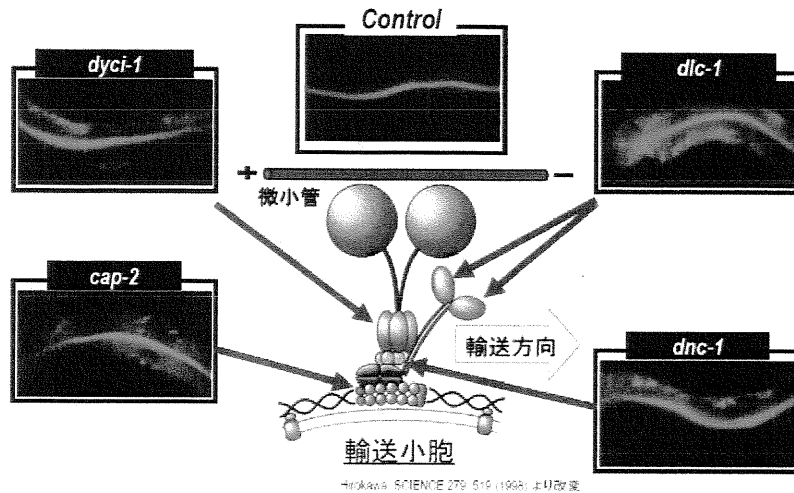 Control
dyci-1
dlc-1
+
−
微小管
cap-2
輸送方向
dnc-1
輸送小胞
Hirokawa, SCIENCE 279, 519 (1998) より改変